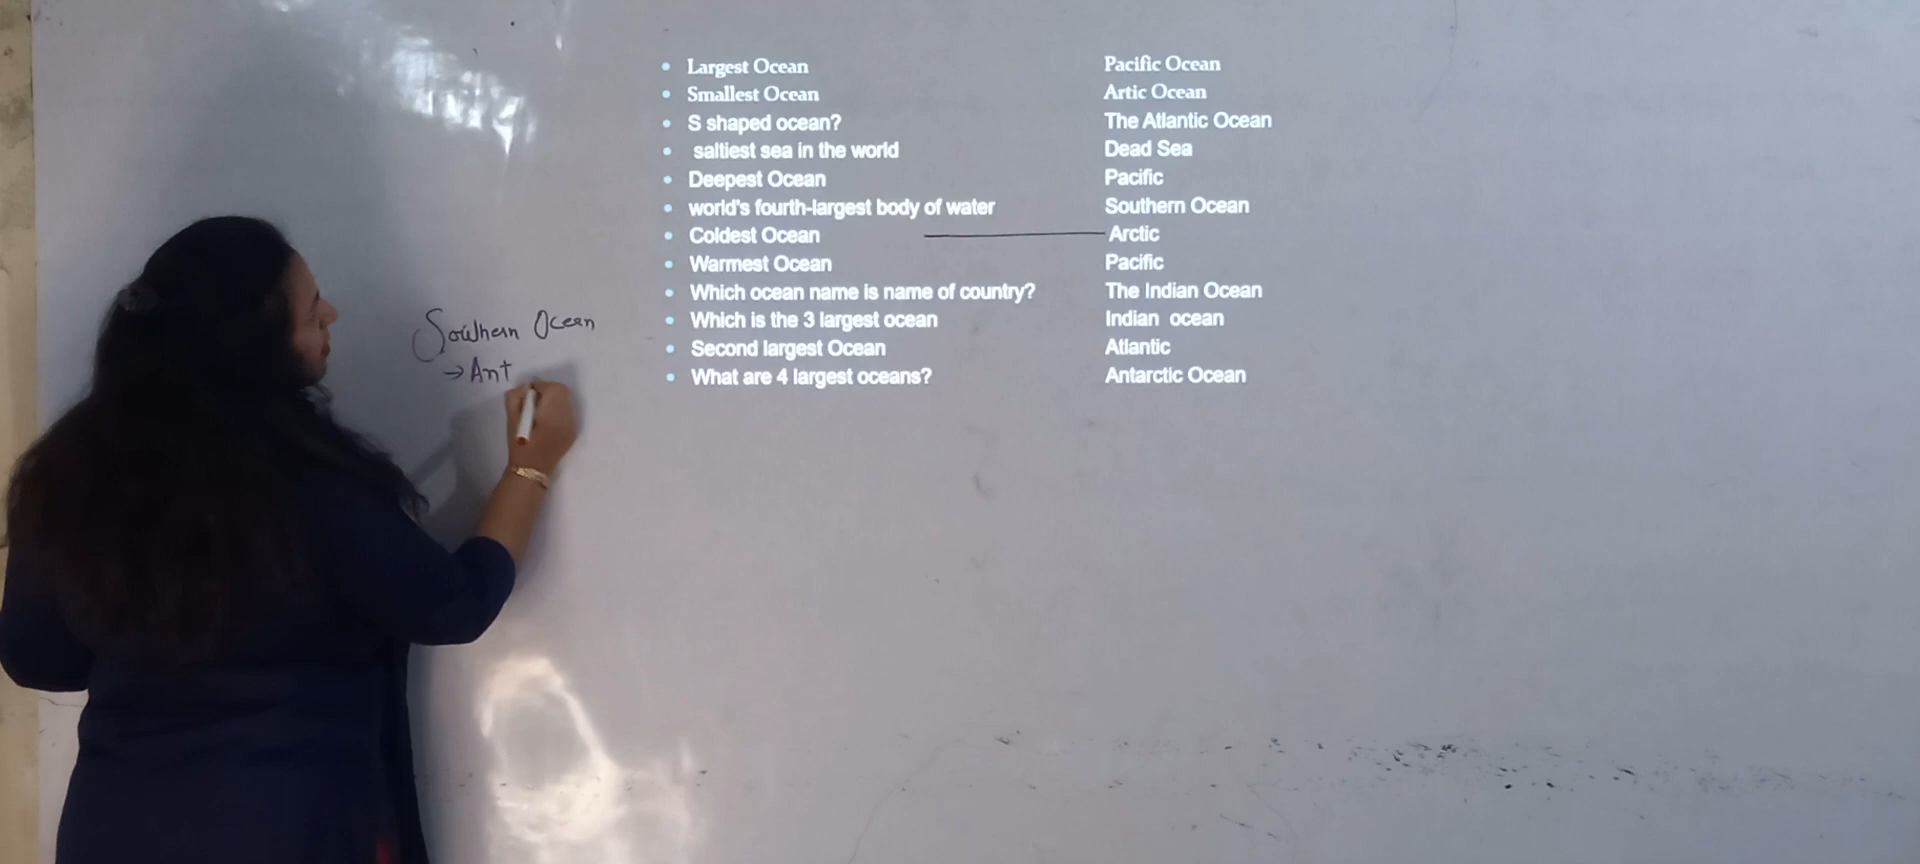 • Largest Ocean Pacific Ocean
• Smallest Ocean Artic Ocean
• S shaped ocean? The Atlantic Ocean
• saltiest sea in the world Dead Sea
• Deepest Ocean Pacific
• world's fourth-largest body of water Southern Ocean
• Coldest Ocean Arctic
• Warmest Ocean Pacific
• Which ocean name is name of country? The Indian Ocean
• Which is the 3 largest ocean Indian ocean
• Second largest Ocean Atlantic
• What are 4 largest oceans? Antarctic Ocean
Southern Ocean
→ Ant